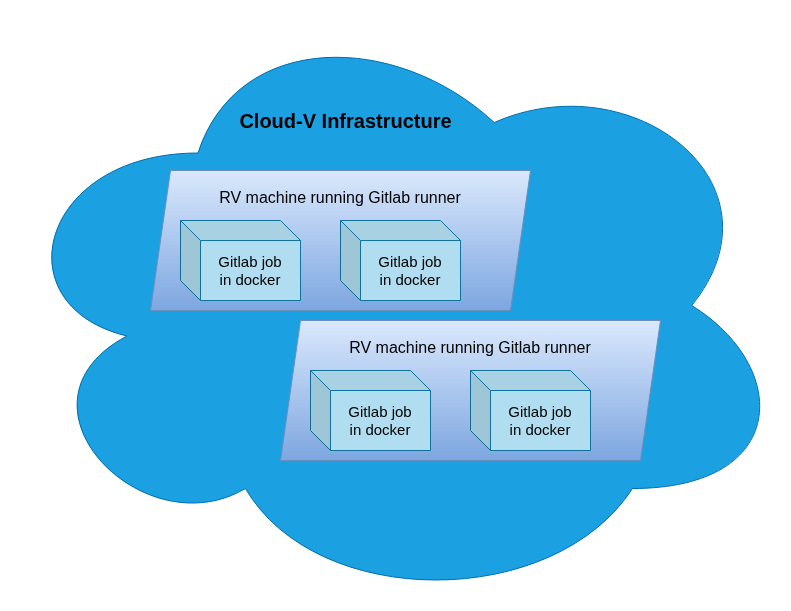 Cloud-V Infrastructure
RV machine running Gitlab runner
Gitlab job
in docker
Gitlab job
in docker
RV machine running Gitlab runner
Gitlab job
in docker
Gitlab job
in docker